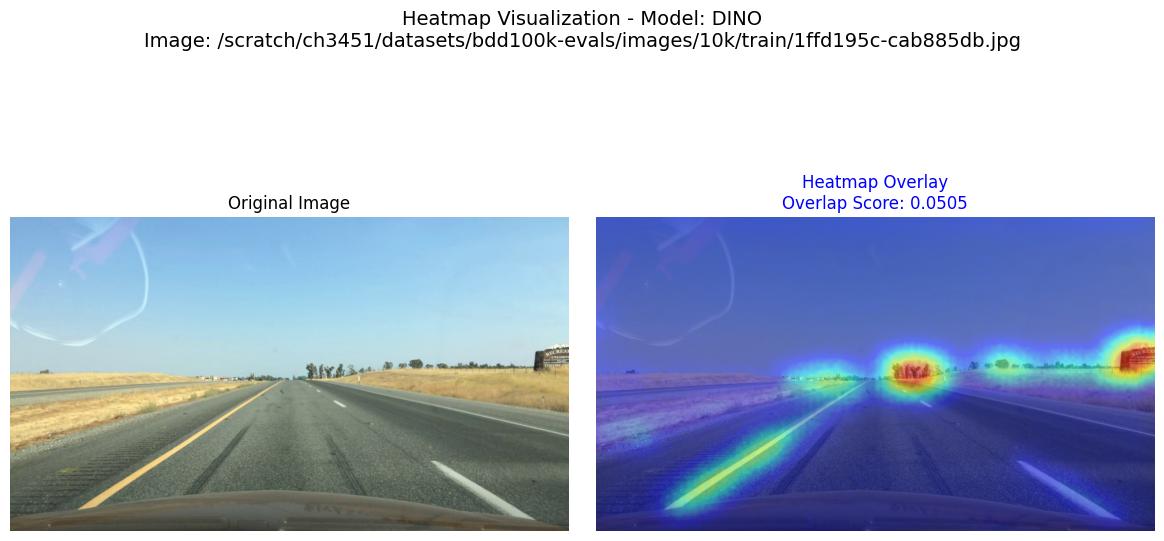 Heatmap Visualization - Model: DINO
Image: /scratch/ch3451/datasets/bdd100k-evals/images/10k/train/1ffd195c-cab885db.jpg
Original Image
Heatmap Overlay
Overlap Score: 0.0505